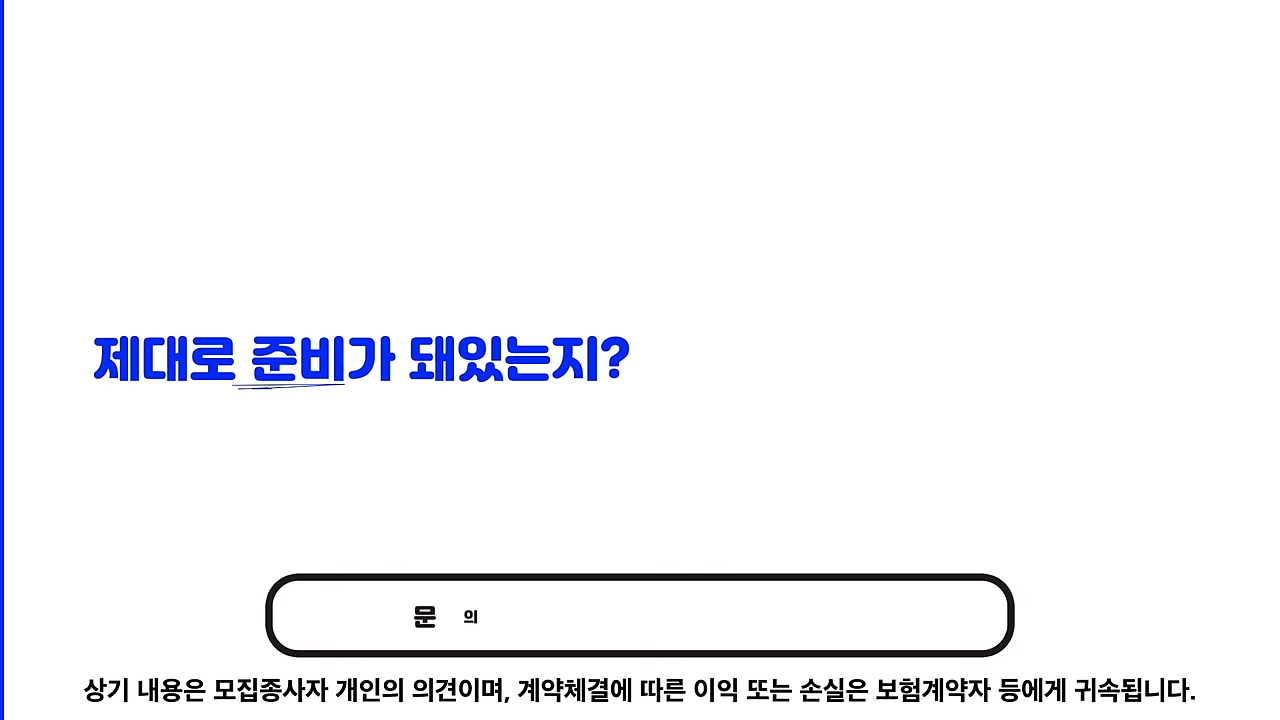 제대로 준비가 돼있는지?
문 의
상기 내용은 모집종사자 개인의 의견이며, 계약체결에 따른 이익 또는 손실은 보험계약자 등에게 귀속됩니다.